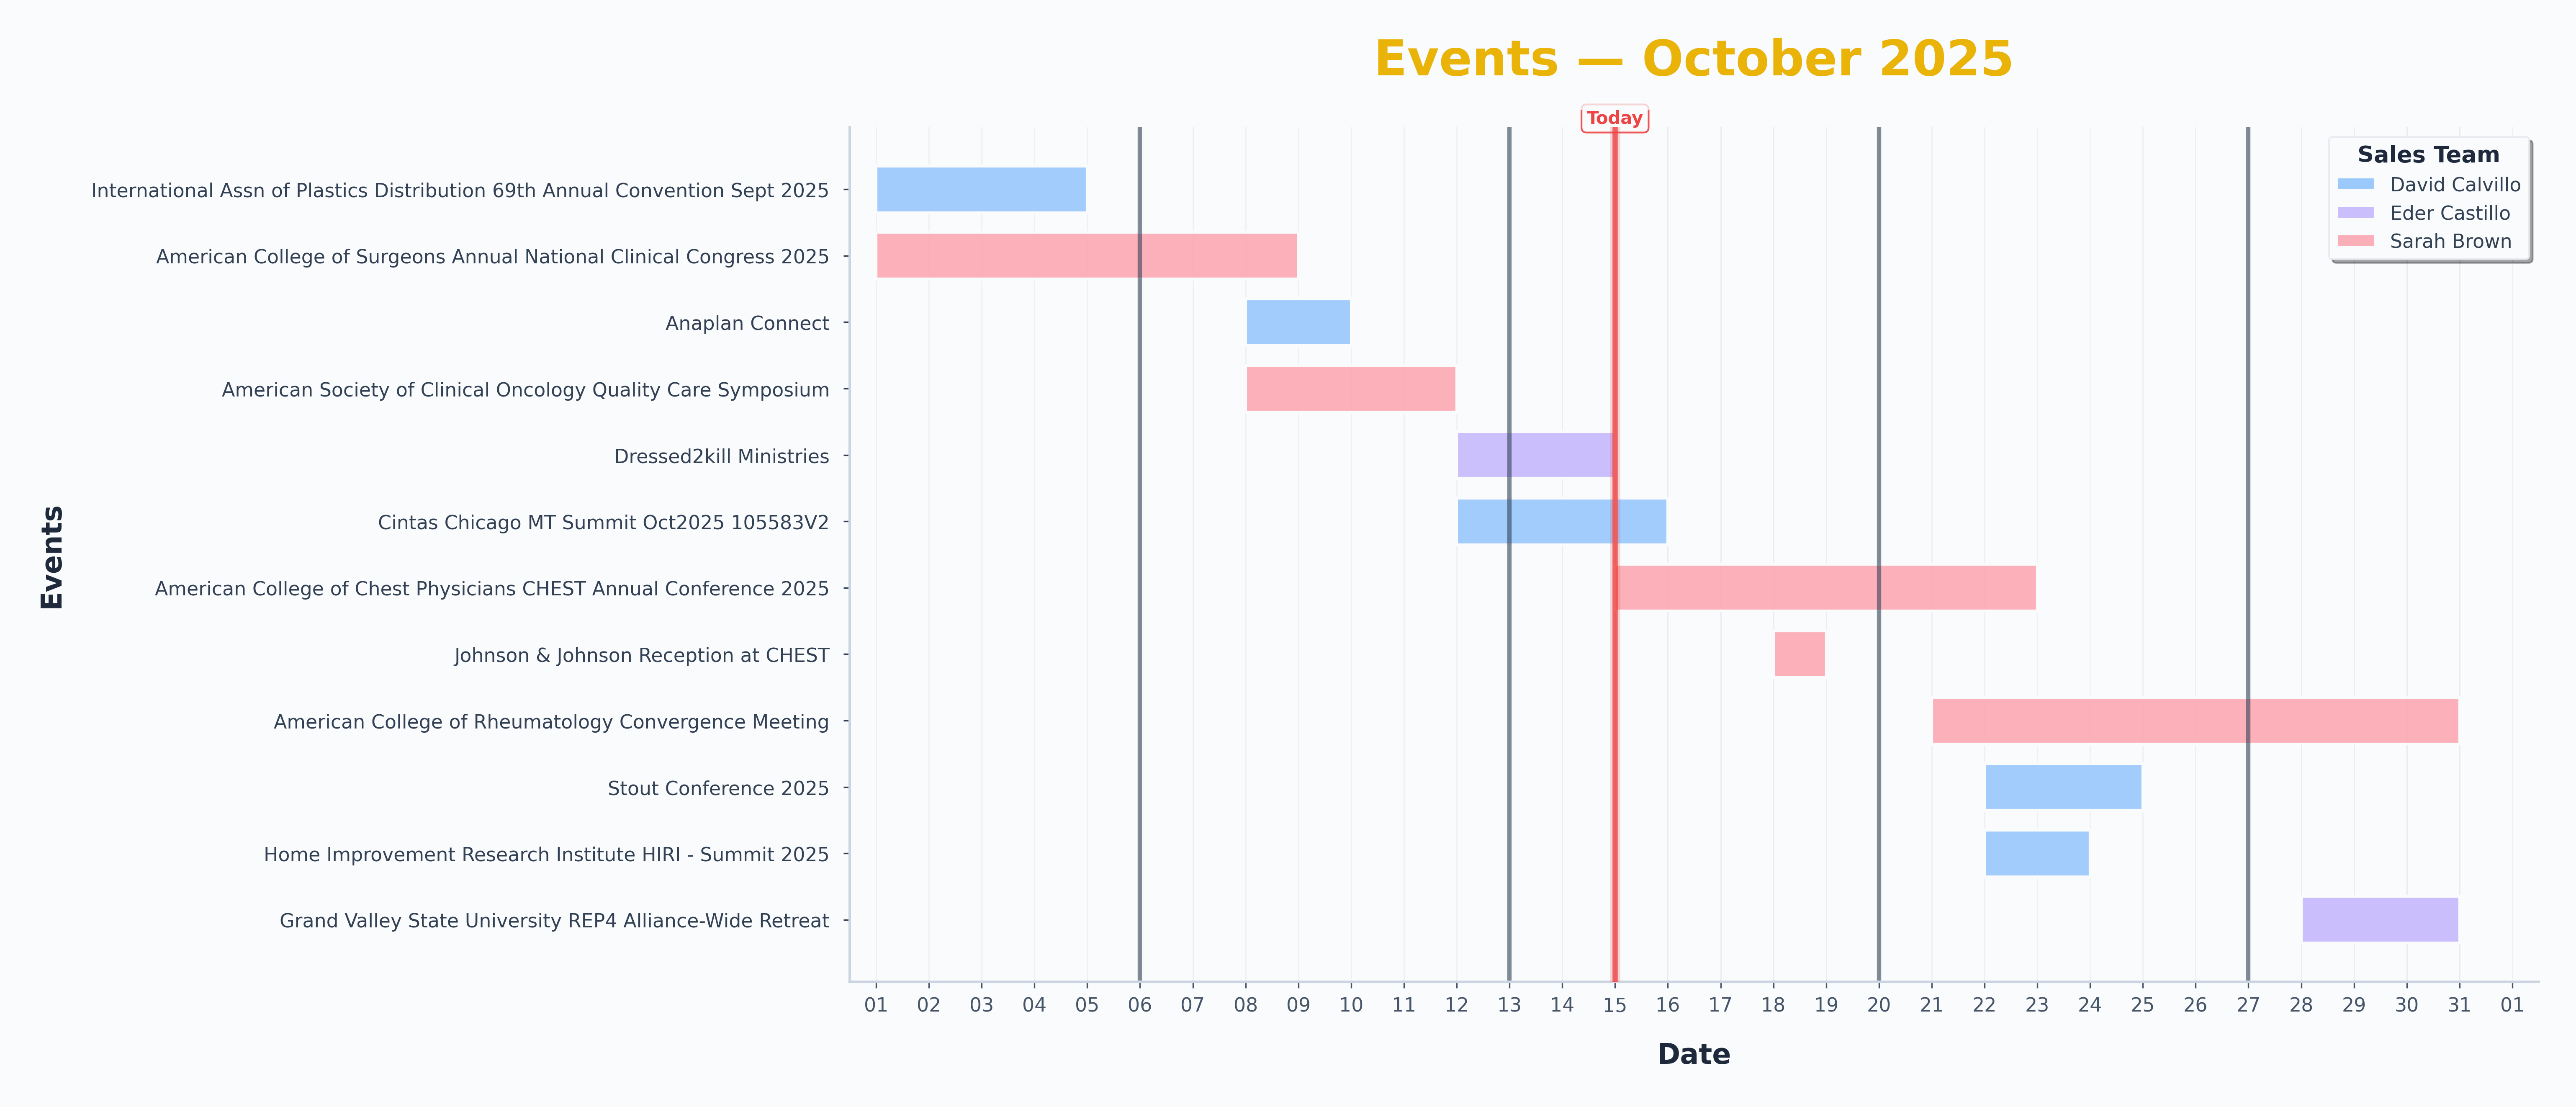 Events — October 2025
Today
Sales Team
David Calvillo
Eder Castillo
Sarah Brown
Events
International Assn of Plastics Distribution 69th Annual Convention Sept 2025
American College of Surgeons Annual National Clinical Congress 2025
Anaplan Connect
American Society of Clinical Oncology Quality Care Symposium
Dressed2kill Ministries
Cintas Chicago MT Summit Oct2025 105583V2
American College of Chest Physicians CHEST Annual Conference 2025
Johnson & Johnson Reception at CHEST
American College of Rheumatology Convergence Meeting
Stout Conference 2025
Home Improvement Research Institute HIRI - Summit 2025
Grand Valley State University REP4 Alliance-Wide Retreat
01 02 03 04 05 06 07 08 09 10 11 12 13 14 15 16 17 18 19 20 21 22 23 24 25 26 27 28 29 30 31 01
Date